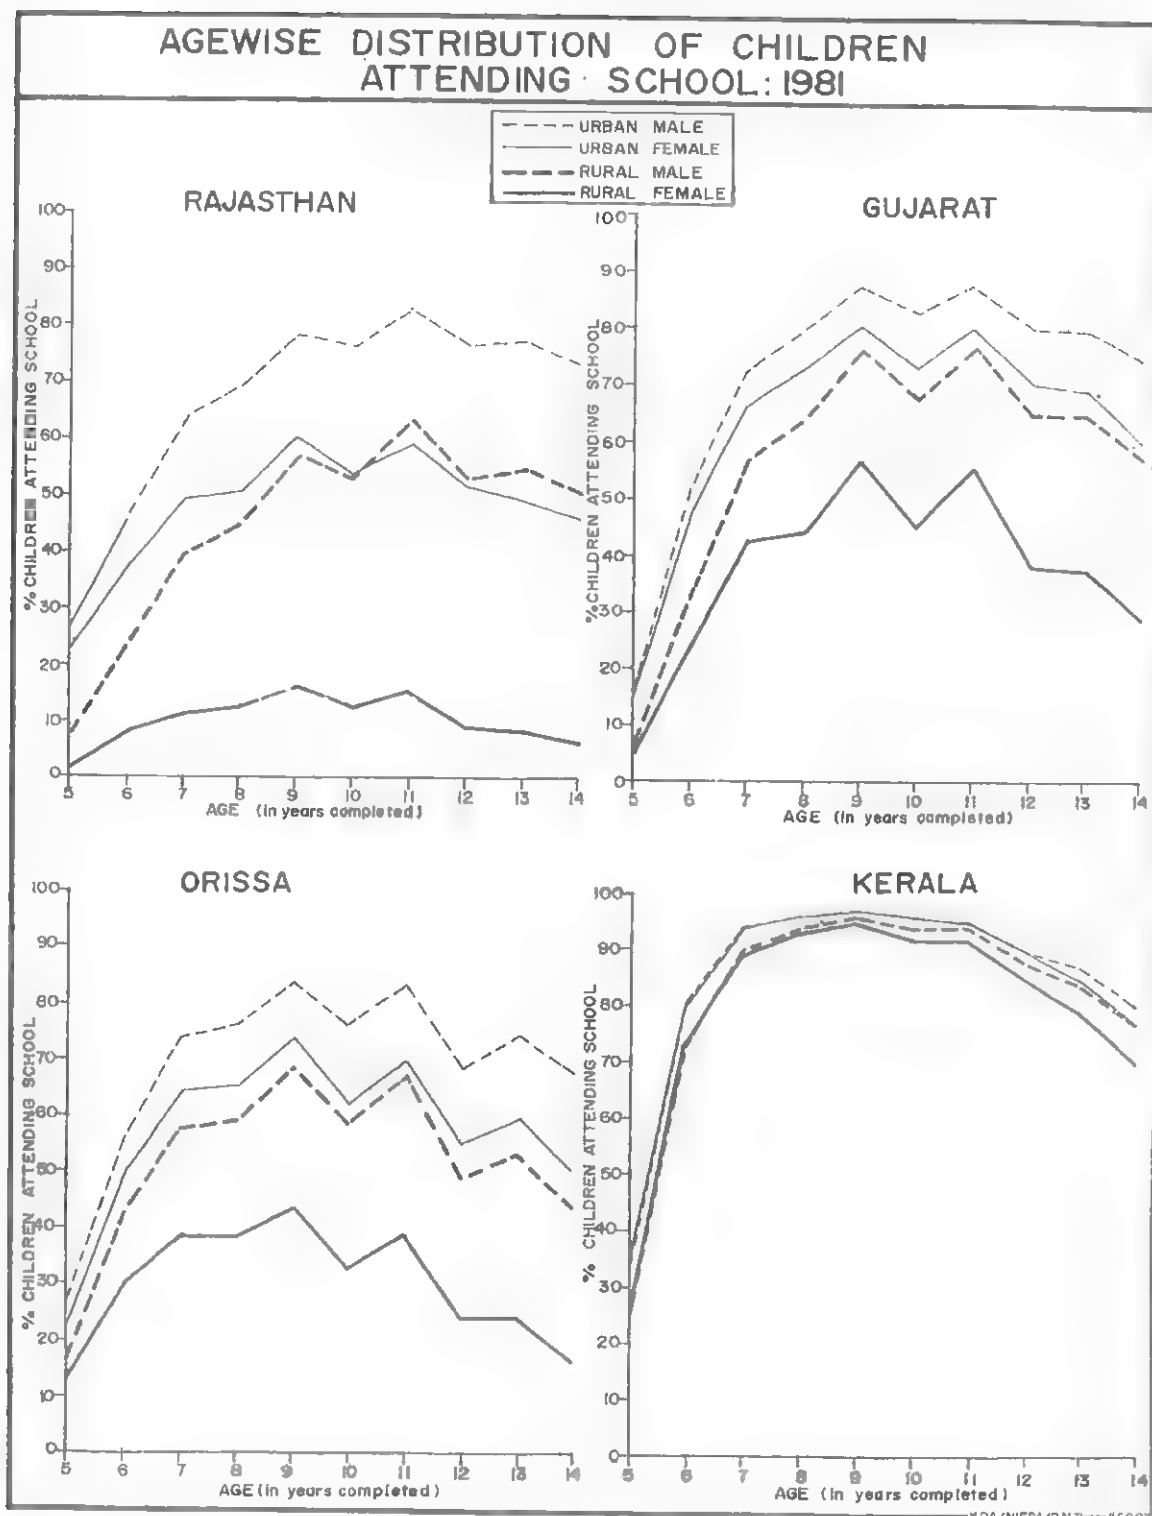 AGEWISE DISTRIBUTION OF CHILDREN
ATTENDING SCHOOL: 1981
URBAN MALE
URBAN FEMALE
RURAL MALE
RURAL FEMALE
RAJASTHAN
% CHILDREN ATTENDING SCHOOL
100
90
80
70
60
50
40
30
20
10
0
5 6 7 8 9 10 11 12 13 14
AGE (in years completed)
GUJARAT
% CHILDREN ATTENDING SCHOOL
100
90
80
70
60
50
40
30
20
10
0
5 6 7 8 9 10 11 12 13 14
AGE (in years completed)
ORISSA
% CHILDREN ATTENDING SCHOOL
100
90
80
70
60
50
40
30
20
10
0
5 6 7 8 9 10 11 12 13 14
AGE (in years completed)
KERALA
% CHILDREN ATTENDING SCHOOL
100
90
80
70
60
50
40
30
20
10
0
5 6 7 8 9 10 11 12 13 14
AGE (in years completed)